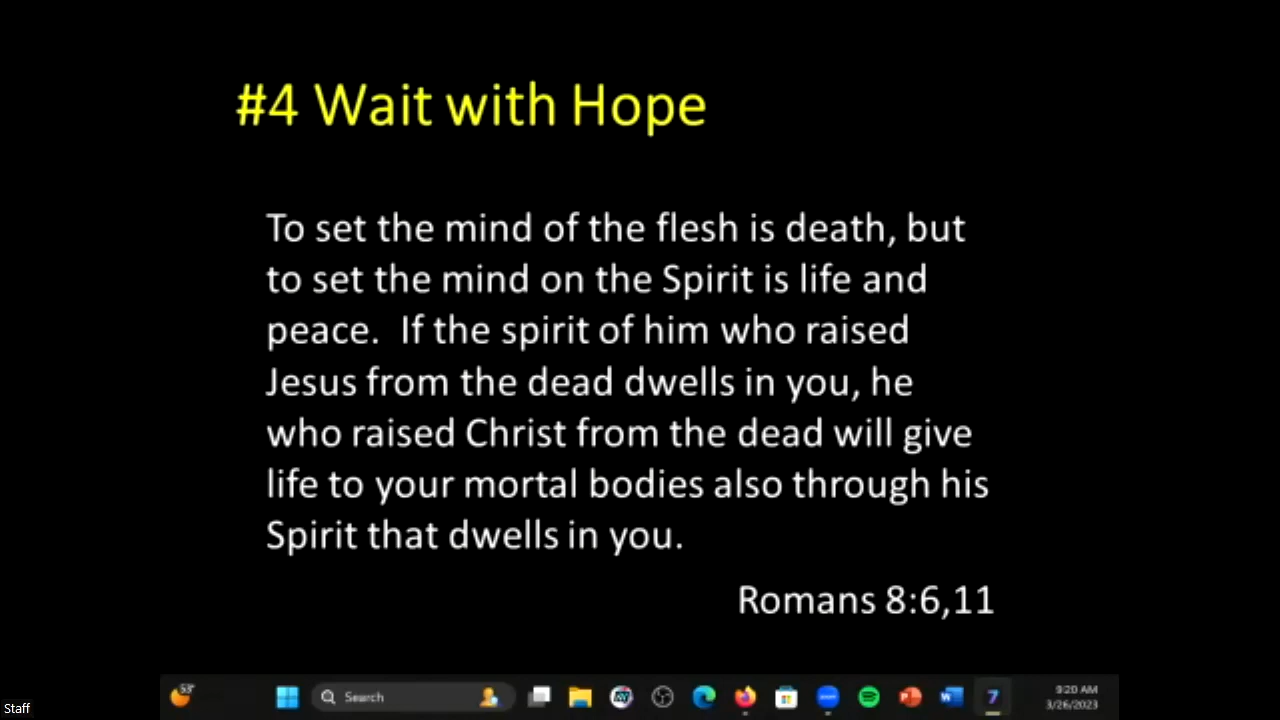 #4 Wait with Hope
To set the mind of the flesh is death, but
to set the mind on the Spirit is life and
peace.  If the spirit of him who raised
Jesus from the dead dwells in you, he
who raised Christ from the dead will give
life to your mortal bodies also through his
Spirit that dwells in you.
Romans 8:6,11
53°
Search
7
9:20 AM
3/26/2023
Staff